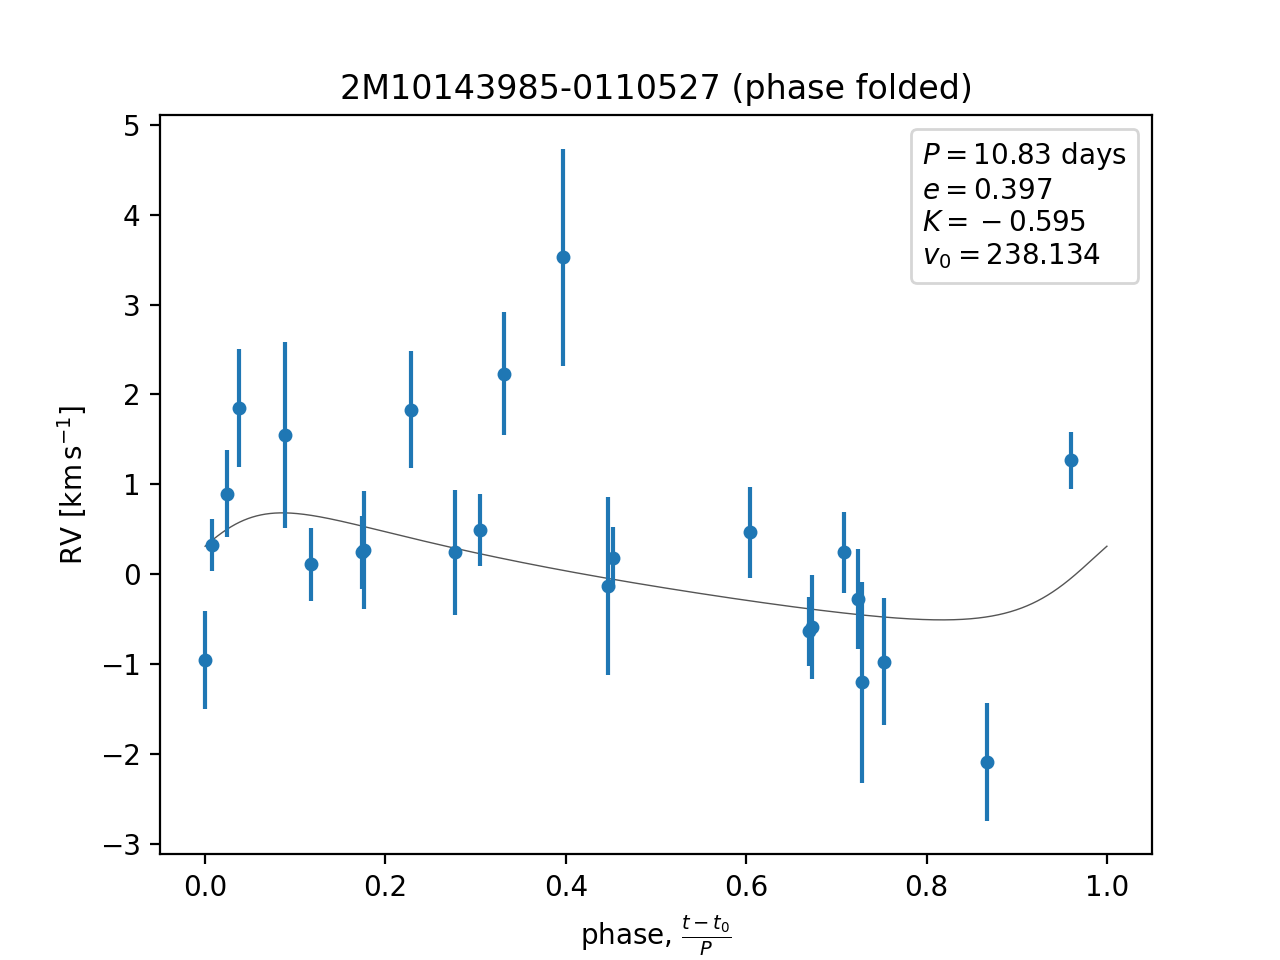 2M10143985-0110527 (phase folded)
P = 10.83 days
e = 0.397
K = −0.595
v₀ = 238.134
5
4
3
2
1
0
−1
−2
−3
RV [km s⁻¹]
0.0 0.2 0.4 0.6 0.8 1.0
phase, (t − t₀)/P